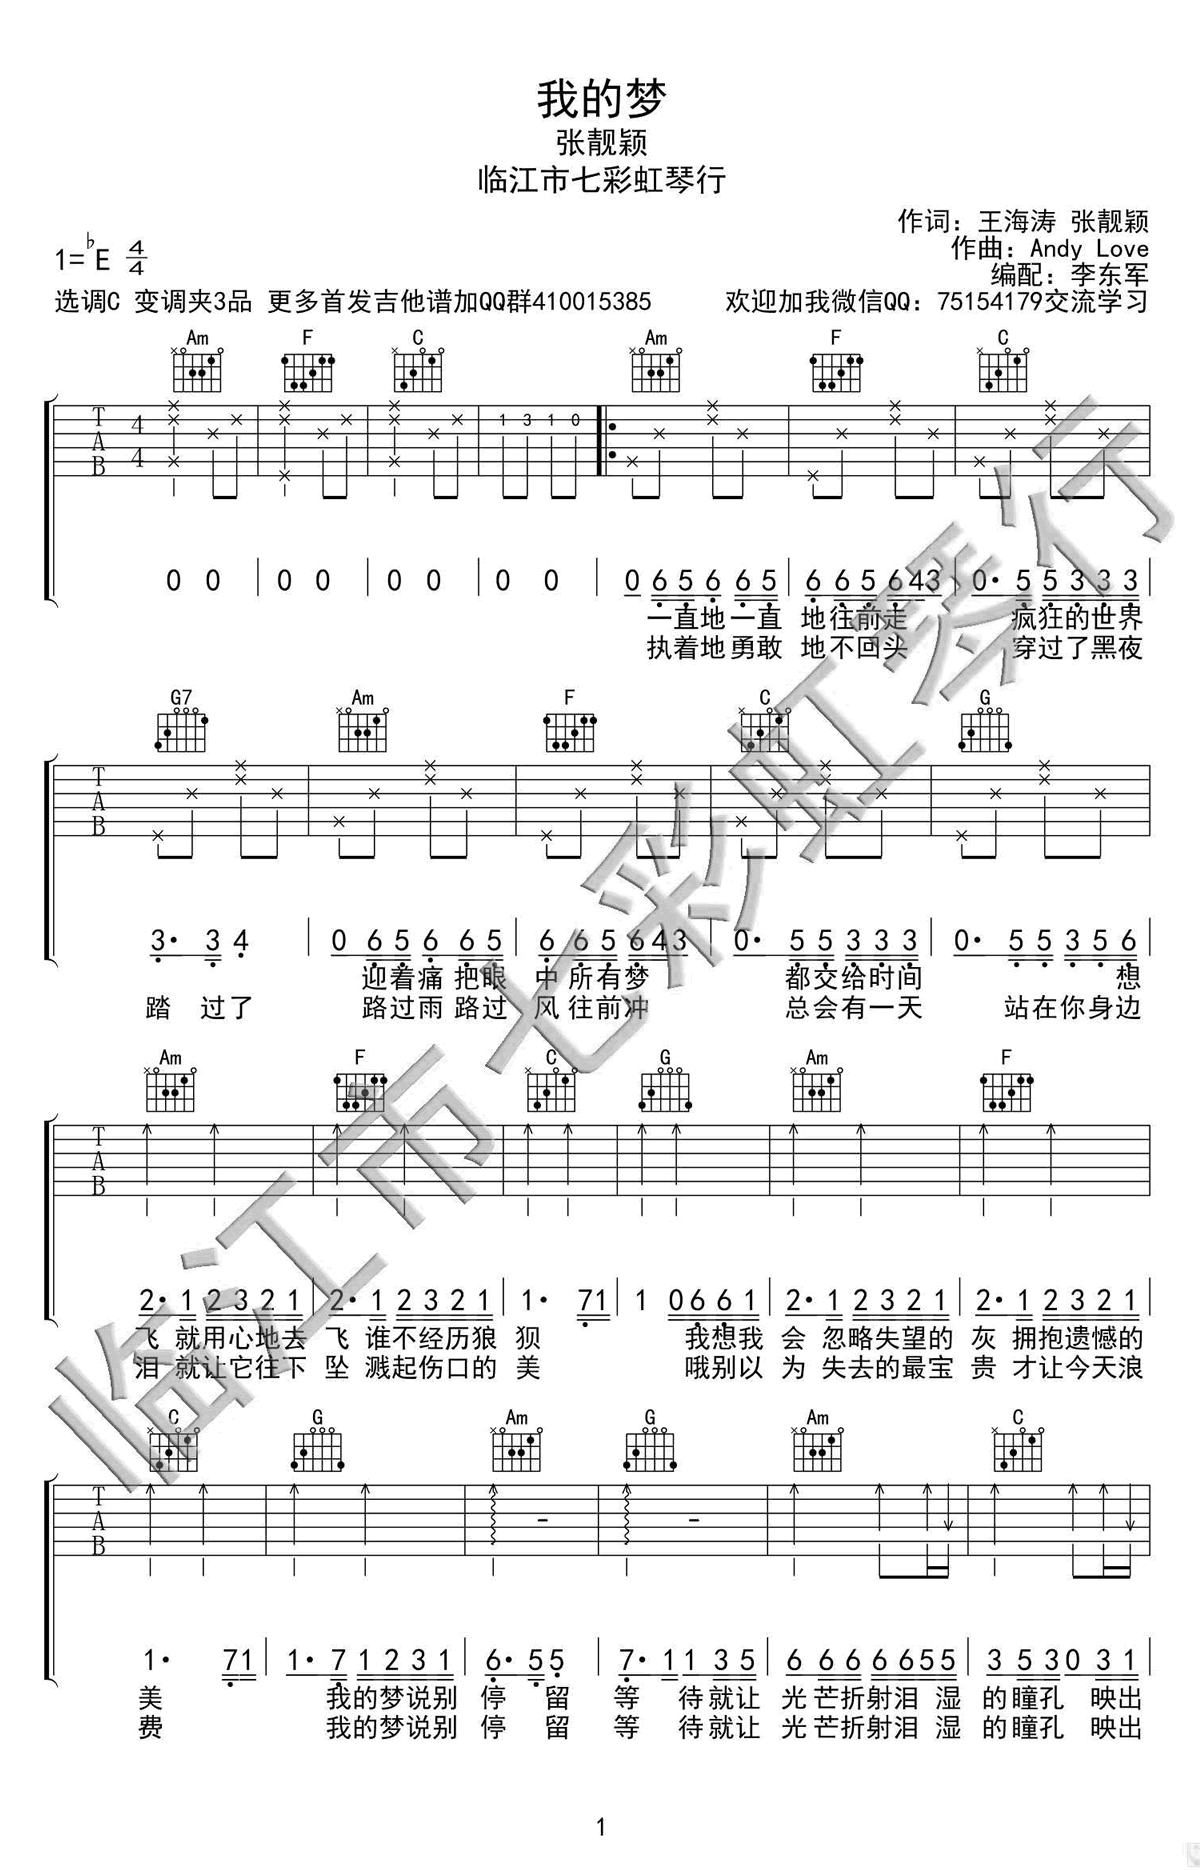 我的梦
张靓颖
临江市七彩虹琴行
作词：王海涛 张靓颖
作曲：Andy Love
编配：李东军
1=♭E 4/4
选调C 变调夹3品 更多首发吉他谱加QQ群410015385 欢迎加我微信QQ：75154179交流学习
Am F C Am F C
T A B 4 4 1 3 1 0
0 0 | 0 0 | 0 0 | 0 0 | 0 6 5 6 6 5 | 6 6 5 6 4 3 | 0· 5 5 3 3 3
一直地一直 地往前走 疯狂的世界
执着地勇敢 地不回头 穿过了黑夜
G7 Am F C G
T A B
3· 3 4 | 0 6 5 6 6 5 | 6 6 5 6 4 3 | 0· 5 5 3 3 3 | 0· 5 5 3 5 6
迎着痛把眼 中所有梦 都交给时间 想
踏 过了 路过雨路过 风往前冲 总会有一天 站在你身边
Am F C G Am F
T A B
2· 1 2 3 2 1 | 2· 1 2 3 2 1 | 1· 7 1 | 1 0 6 6 1 | 2· 1 2 3 2 1 | 2· 1 2 3 2 1
飞 就用心地去 飞 谁不经历狼 狈 我想我 会 忽略失望的 灰 拥抱遗憾的
泪 就让它往下 坠 溅起伤口的 美 哦别以 为 失去的最宝 贵 才让今天浪
C G Am G Am C
T A B
1· 7 1 | 1· 7 1 2 3 1 | 6· 5 5 | 7· 1 1 3 5 | 6 6 6 6 6 5 5 | 3 5 3 0 3 1
美 我的梦说别 停 留 等 待就让 光芒折射泪 湿 的瞳孔 映出
费 我的梦说别 停 留 等 待就让 光芒折射泪 湿 的瞳孔 映出
1
临江市七彩虹琴行